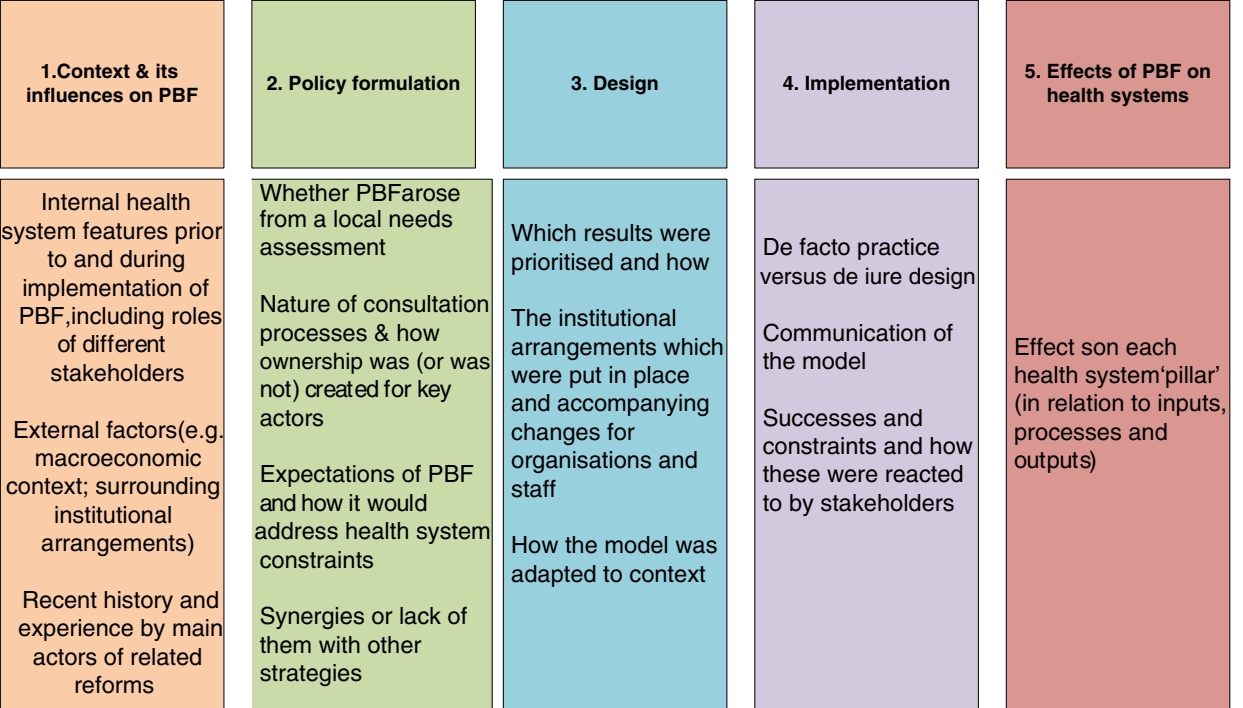 1.Context & its
influences on PBF
2. Policy formulation
3. Design
4. Implementation
5. Effects of PBF on
health systems
Internal health
system features prior
to and during
implementation of
PBF,including roles
of different
stakeholders
External factors(e.g.
macroeconomic
context; surrounding
institutional
arrangements)
Recent history and
experience by main
actors of related
reforms
Whether PBFarose
from a local needs
assessment
Nature of consultation
processes & how
ownership was (or was
not) created for key
actors
Expectations of PBF
and how it would
address health system
constraints
Synergies or lack of
them with other
strategies
Which results were
prioritised and how
The institutional
arrangements which
were put in place
and accompanying
changes for
organisations and
staff
How the model was
adapted to context
De facto practice
versus de iure design
Communication of
the model
Successes and
constraints and how
these were reacted
to by stakeholders
Effect son each
health system‘pillar’
(in relation to inputs,
processes and
outputs)